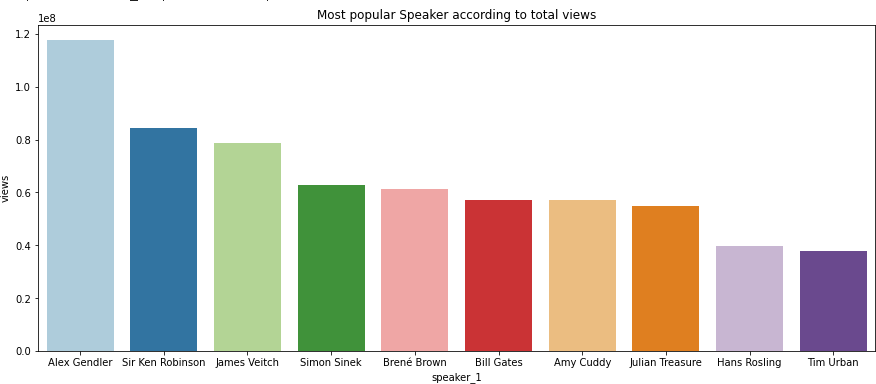 Most popular Speaker according to total views
1e8
1.2
1.0
0.8
0.6
0.4
0.2
0.0
views
Alex Gendler Sir Ken Robinson James Veitch Simon Sinek Brené Brown Bill Gates Amy Cuddy Julian Treasure Hans Rosling Tim Urban
speaker_1